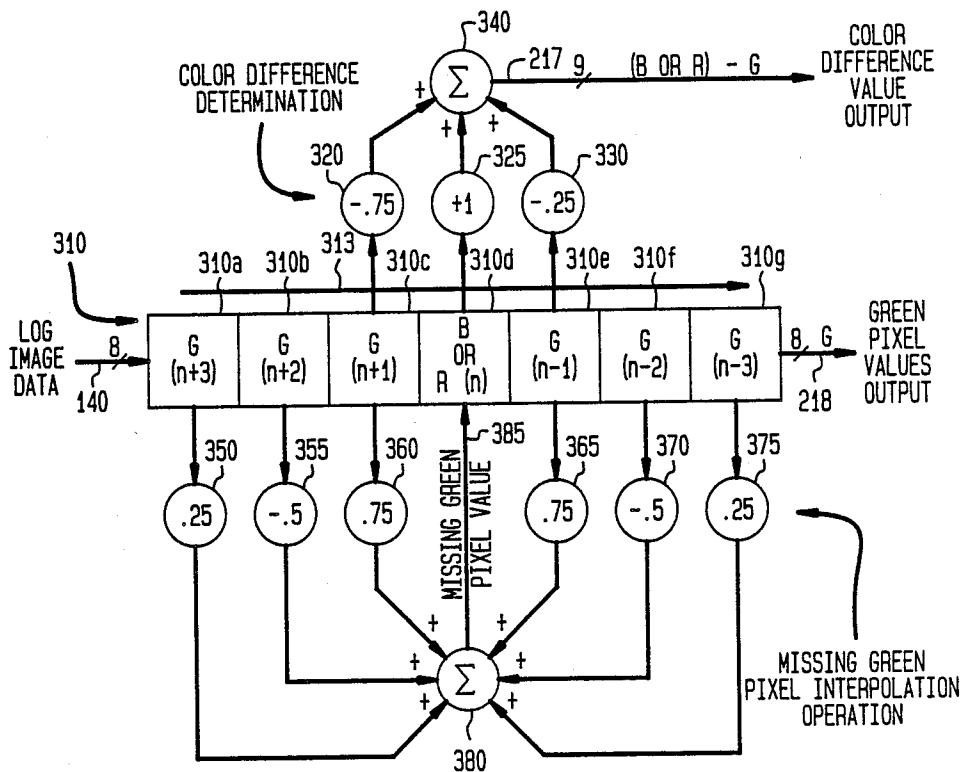 340
COLOR DIFFERENCE
DETERMINATION
+ Σ
+ +
217
9
(B OR R) - G
COLOR
DIFFERENCE
VALUE
OUTPUT
320
325
330
-.75
+1
-.25
310
310a
310b
313
310c
310d
310e
310f
310g
LOG
IMAGE
DATA
8
140
G
(n+3)
G
(n+2)
G
(n+1)
B
OR
R (n)
G
(n-1)
G
(n-2)
G
(n-3)
8 G
218
GREEN
PIXEL
VALUES
OUTPUT
350
355
360
385
365
370
375
.25
-.5
.75
MISSING GREEN
PIXEL VALUE
.75
-.5
.25
+ +
+ Σ +
+ +
380
MISSING GREEN
PIXEL INTERPOLATION
OPERATION